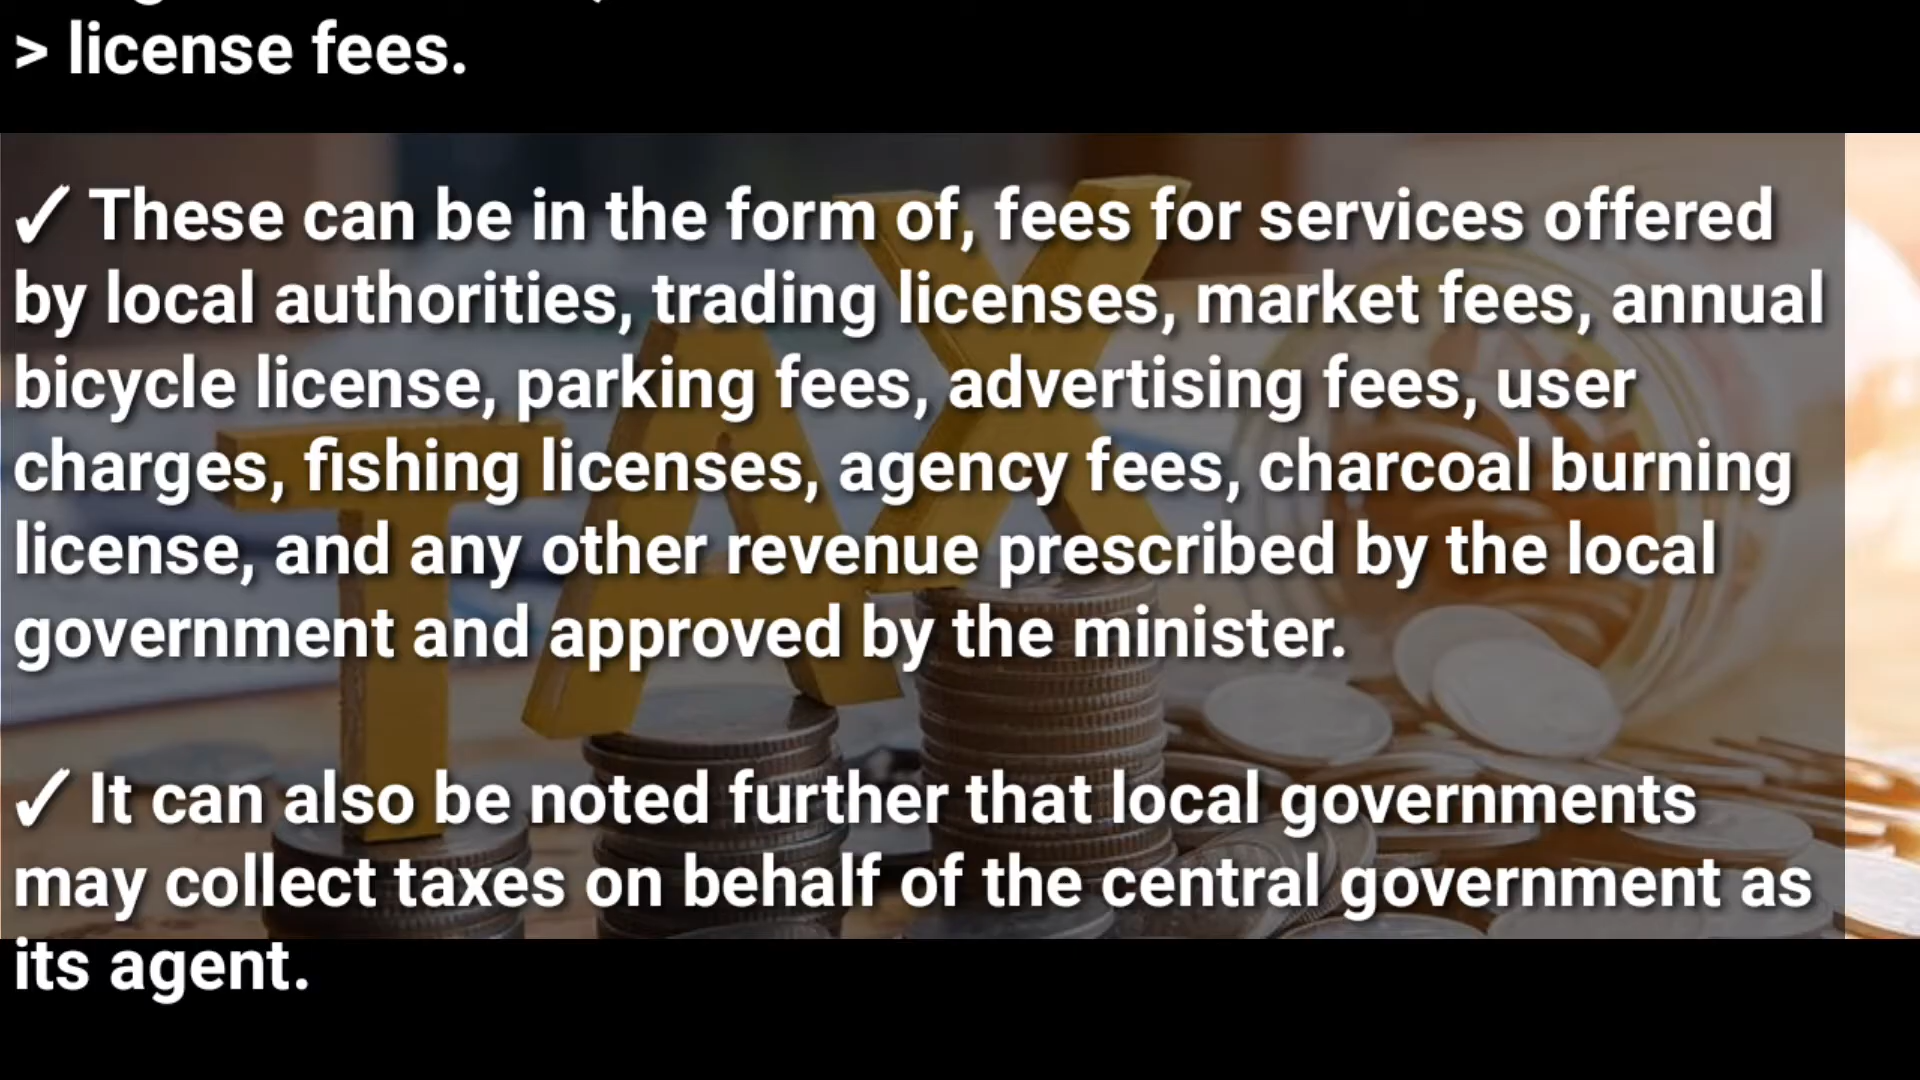 > license fees.
✓ These can be in the form of, fees for services offered
by local authorities, trading licenses, market fees, annual
bicycle license, parking fees, advertising fees, user
charges, fishing licenses, agency fees, charcoal burning
license, and any other revenue prescribed by the local
government and approved by the minister.
✓ It can also be noted further that local governments
may collect taxes on behalf of the central government as
its agent.
TAX